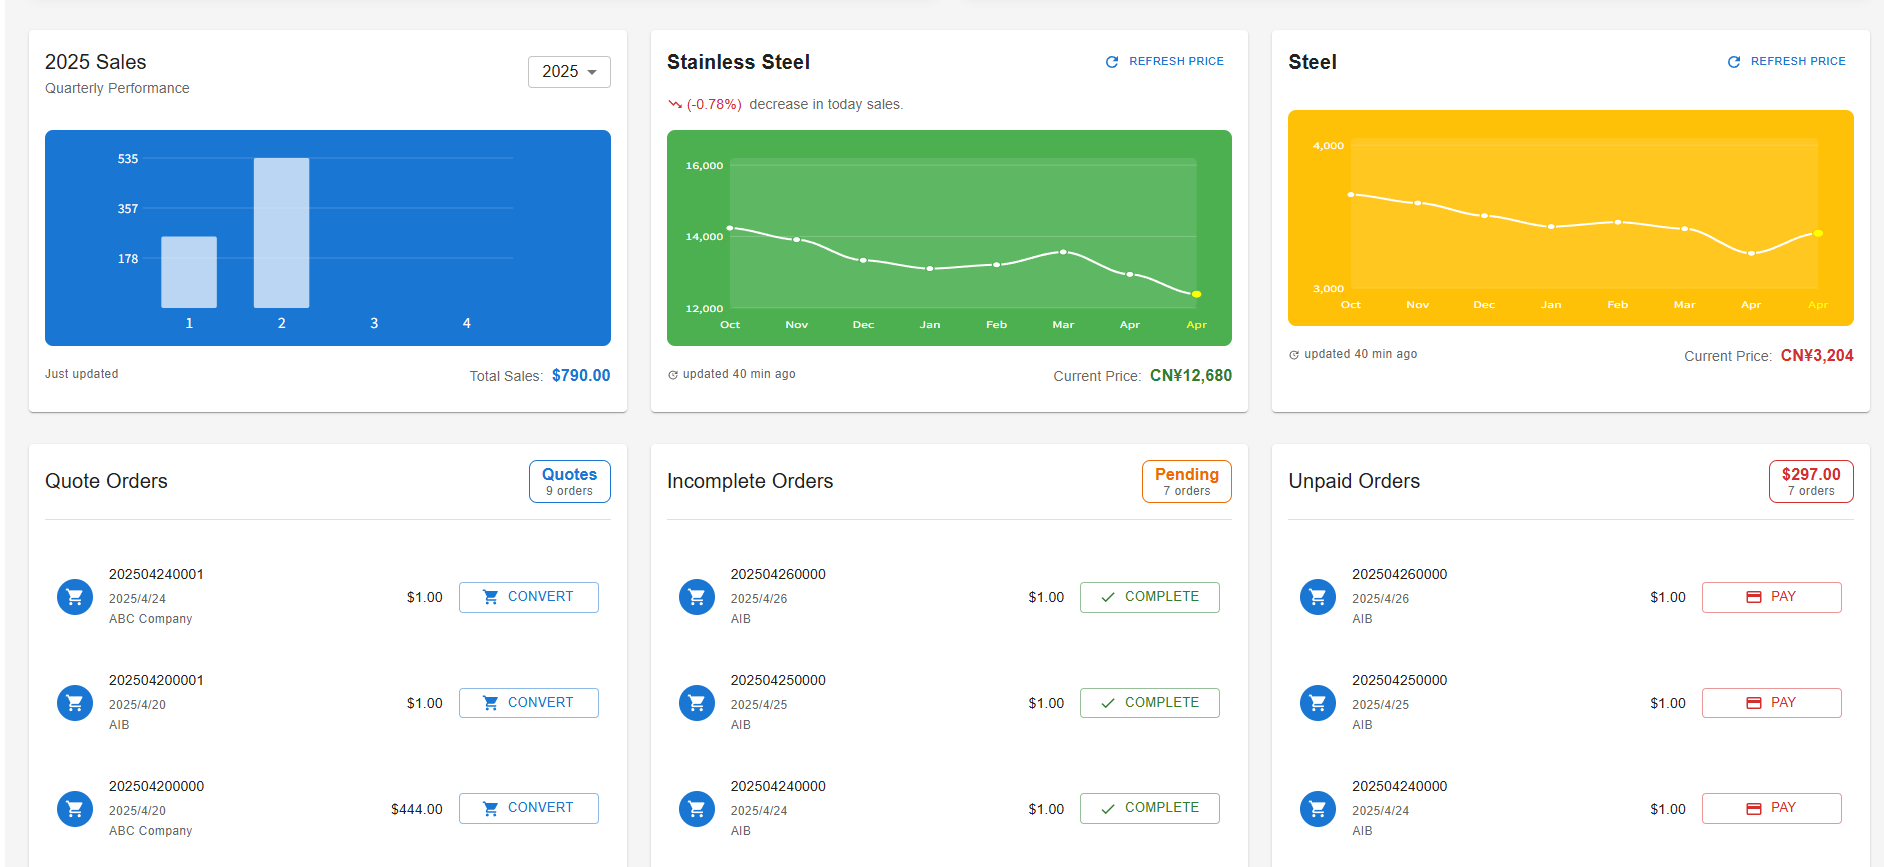 2025 Sales
Quarterly Performance
2025
535
357
178
1 2 3 4
Just updated
Total Sales: $790.00
Stainless Steel
REFRESH PRICE
(-0.78%) decrease in today sales.
16,000
14,000
12,000
Oct Nov Dec Jan Feb Mar Apr Apr
updated 40 min ago
Current Price: CN¥12,680
Steel
REFRESH PRICE
4,000
3,000
Oct Nov Dec Jan Feb Mar Apr Apr
updated 40 min ago
Current Price: CN¥3,204
Quote Orders
Quotes
9 orders
202504240001
2025/4/24
ABC Company
$1.00
CONVERT
202504200001
2025/4/20
AIB
$1.00
CONVERT
202504200000
2025/4/20
ABC Company
$444.00
CONVERT
Incomplete Orders
Pending
7 orders
202504260000
2025/4/26
AIB
$1.00
COMPLETE
202504250000
2025/4/25
AIB
$1.00
COMPLETE
202504240000
2025/4/24
AIB
$1.00
COMPLETE
Unpaid Orders
$297.00
7 orders
202504260000
2025/4/26
AIB
$1.00
PAY
202504250000
2025/4/25
AIB
$1.00
PAY
202504240000
2025/4/24
AIB
$1.00
PAY